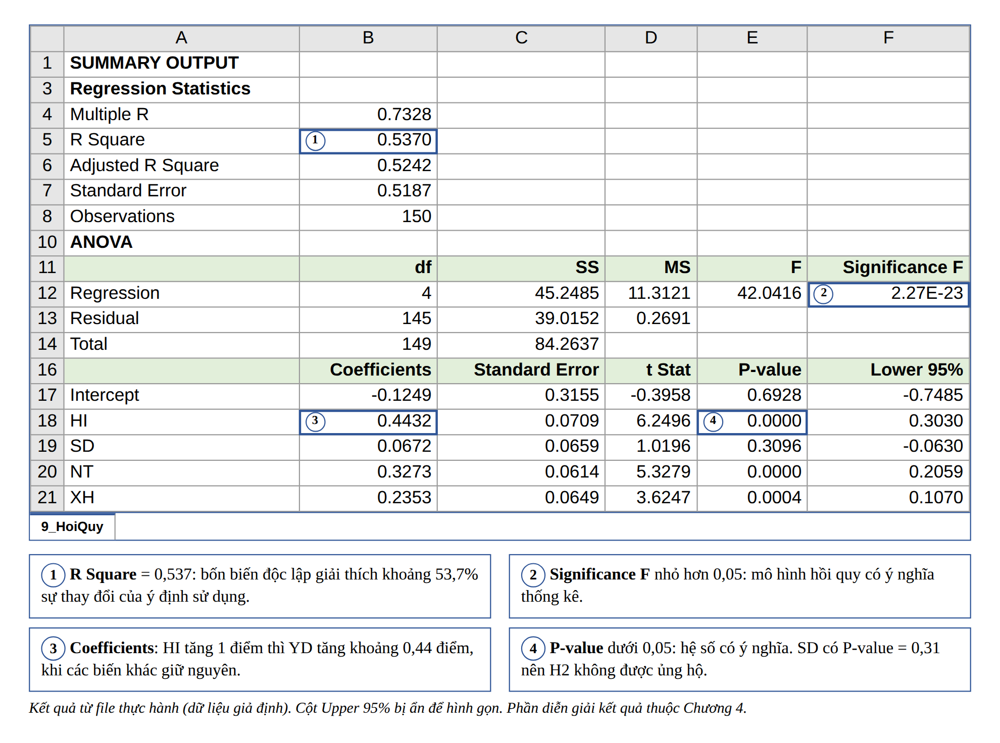 A B C D E F
1 SUMMARY OUTPUT
3 Regression Statistics
4 Multiple R 0.7328
5 R Square 1 0.5370
6 Adjusted R Square 0.5242
7 Standard Error 0.5187
8 Observations 150
10 ANOVA
11 df SS MS F Significance F
12 Regression 4 45.2485 11.3121 42.0416 2 2.27E-23
13 Residual 145 39.0152 0.2691
14 Total 149 84.2637
16 Coefficients Standard Error t Stat P-value Lower 95%
17 Intercept -0.1249 0.3155 -0.3958 0.6928 -0.7485
18 HI 3 0.4432 0.0709 6.2496 4 0.0000 0.3030
19 SD 0.0672 0.0659 1.0196 0.3096 -0.0630
20 NT 0.3273 0.0614 5.3279 0.0000 0.2059
21 XH 0.2353 0.0649 3.6247 0.0004 0.1070
9_HoiQuy
1 R Square = 0,537: bốn biến độc lập giải thích khoảng 53,7%
sự thay đổi của ý định sử dụng.
2 Significance F nhỏ hơn 0,05: mô hình hồi quy có ý nghĩa
thống kê.
3 Coefficients: HI tăng 1 điểm thì YD tăng khoảng 0,44 điểm,
khi các biến khác giữ nguyên.
4 P-value dưới 0,05: hệ số có ý nghĩa. SD có P-value = 0,31
nên H2 không được ủng hộ.
Kết quả từ file thực hành (dữ liệu giả định). Cột Upper 95% bị ẩn để hình gọn. Phần diễn giải kết quả thuộc Chương 4.